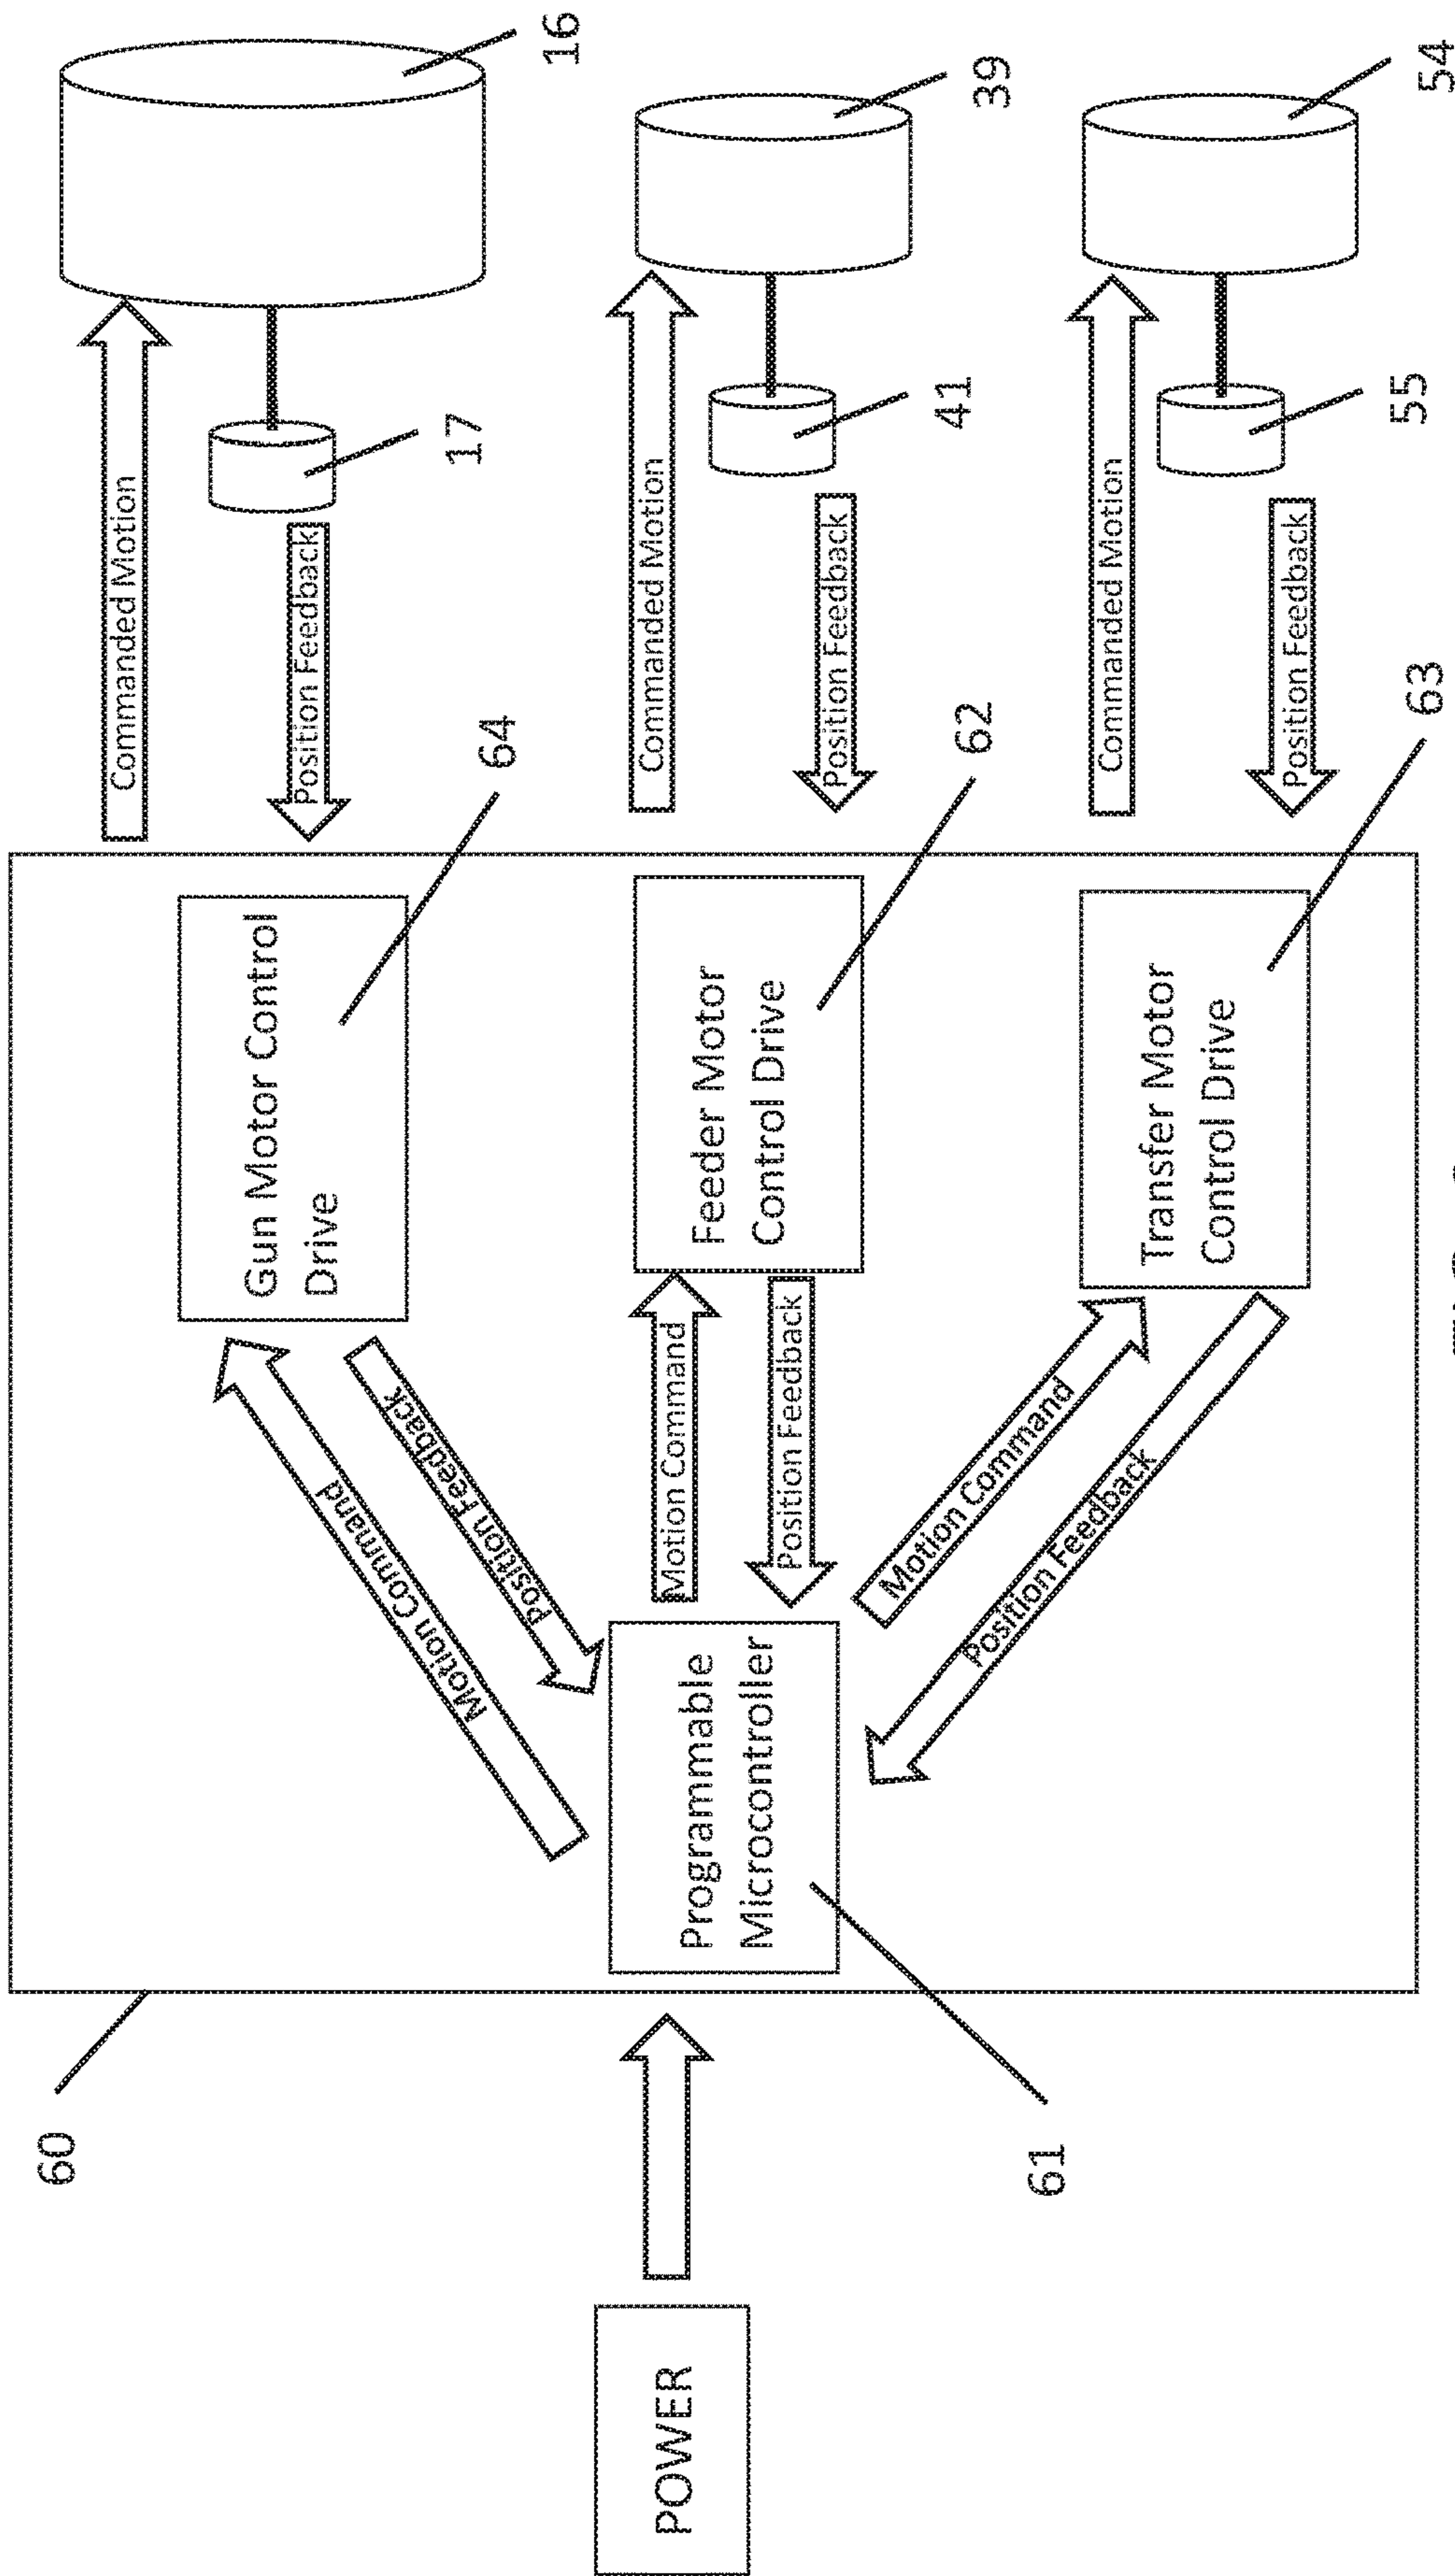 60
POWER
61
Programmable
Microcontroller
Motion Command
Position Feedback
Motion Command
Position Feedback
Motion Command
Position Feedback
Gun Motor Control
Drive
64
Feeder Motor
Control Drive
62
Transfer Motor
Control Drive
63
Commanded Motion
Position Feedback
17
16
Commanded Motion
Position Feedback
41
39
Commanded Motion
Position Feedback
55
54